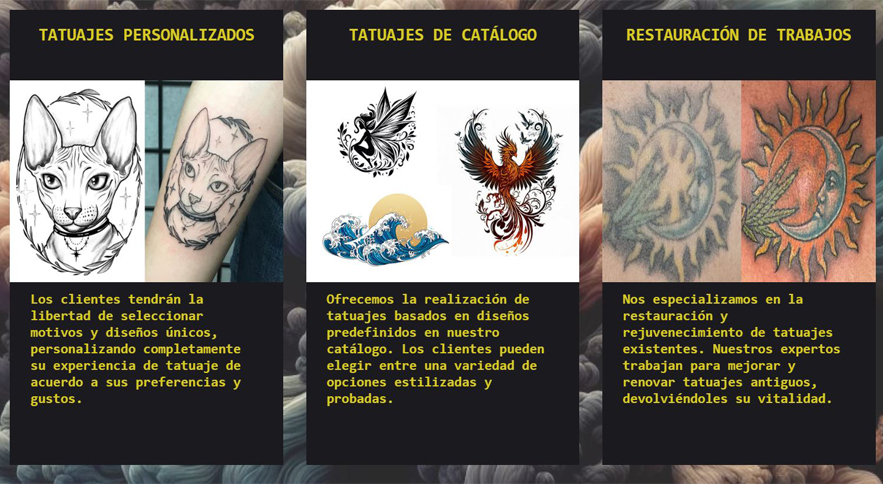 TATUAJES PERSONALIZADOS
Los clientes tendrán la
libertad de seleccionar
motivos y diseños únicos,
personalizando completamente
su experiencia de tatuaje de
acuerdo a sus preferencias y
gustos.
TATUAJES DE CATÁLOGO
Ofrecemos la realización de
tatuajes basados en diseños
predefinidos en nuestro
catálogo. Los clientes pueden
elegir entre una variedad de
opciones estilizadas y
probadas.
RESTAURACIÓN DE TRABAJOS
Nos especializamos en la
restauración y
rejuvenecimiento de tatuajes
existentes. Nuestros expertos
trabajan para mejorar y
renovar tatuajes antiguos,
devolviéndoles su vitalidad.